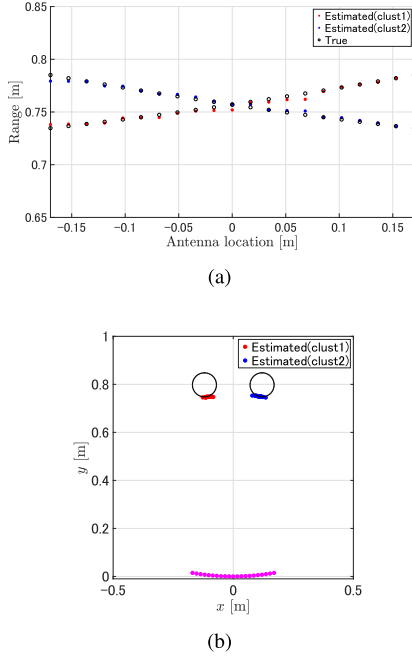 0.85
Estimated(clust1)
Estimated(clust2)
True
0.8
0.75
0.7
0.65
Range [m]
−0.15 −0.1 −0.05 0 0.05 0.1 0.15
Antenna location [m]
(a)
1
Estimated(clust1)
Estimated(clust2)
0.8
0.6
0.4
0.2
0
y [m]
−0.5 0 0.5
x [m]
(b)